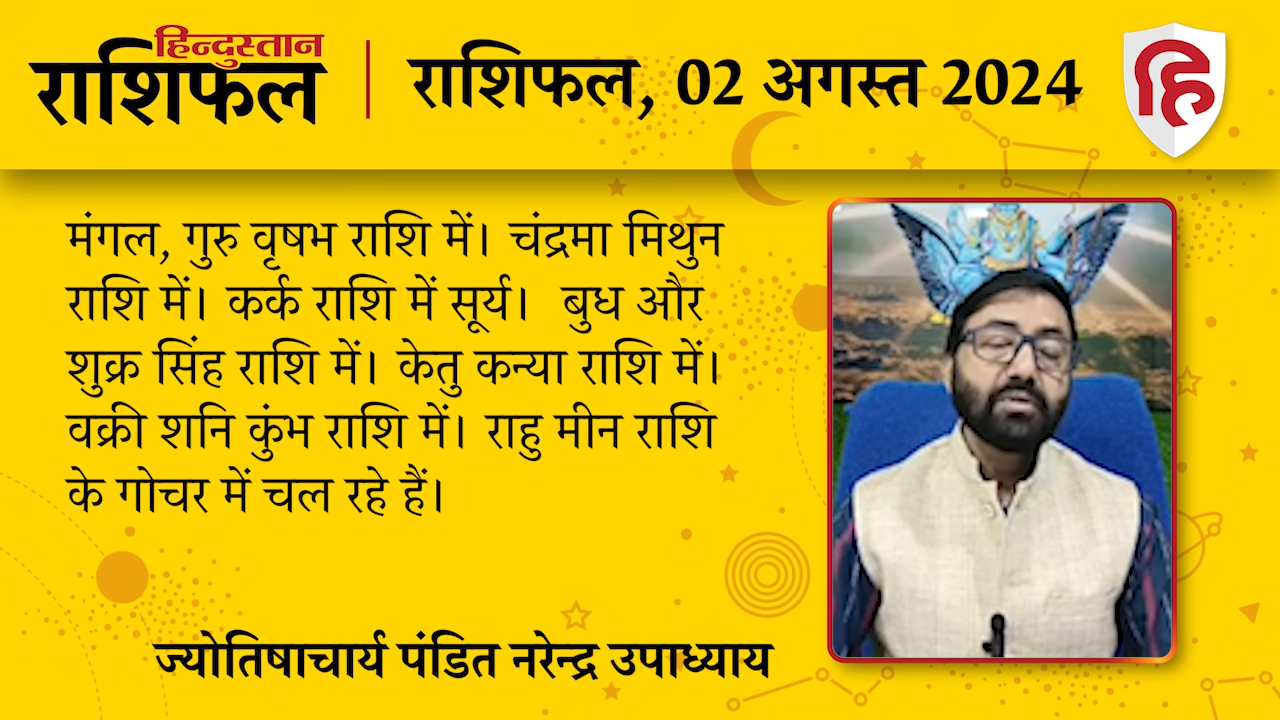 हिन्दुस्तान
राशिफल
राशिफल, 02 अगस्त 2024
हि
मंगल, गुरु वृषभ राशि में। चंद्रमा मिथुन
राशि में। कर्क राशि में सूर्य। बुध और
शुक्र सिंह राशि में। केतु कन्या राशि में।
वक्री शनि कुंभ राशि में। राहु मीन राशि
के गोचर में चल रहे हैं।
ज्योतिषाचार्य पंडित नरेन्द्र उपाध्याय